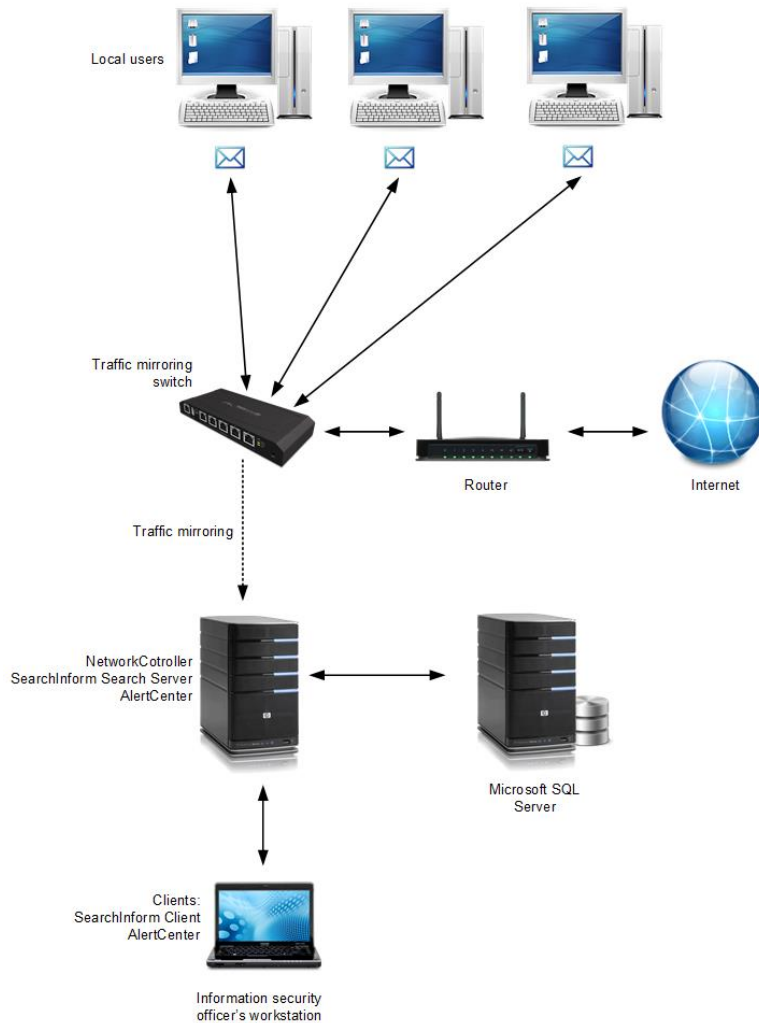 Local users
Traffic mirroring
switch
Router
Internet
Traffic mirroring
NetworkCotroller
SearchInform Search Server
AlertCenter
Microsoft SQL
Server
Clients:
SearchInform Client
AlertCenter
Information security
officer's workstation